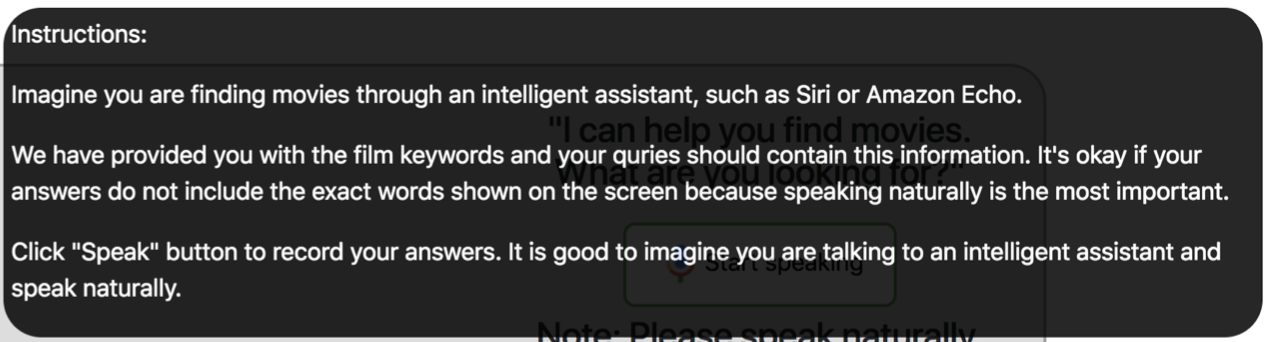 Instructions:
Imagine you are finding movies through an intelligent assistant, such as Siri or Amazon Echo.
"I can help you find movies.
We have provided you with the film keywords and your quries should contain this information. It's okay if your
What are you looking for?"
answers do not include the exact words shown on the screen because speaking naturally is the most important.
Click "Speak" button to record your answers. It is good to imagine you are talking to an intelligent assistant and
Start speaking
speak naturally.
Note: Please speak naturally